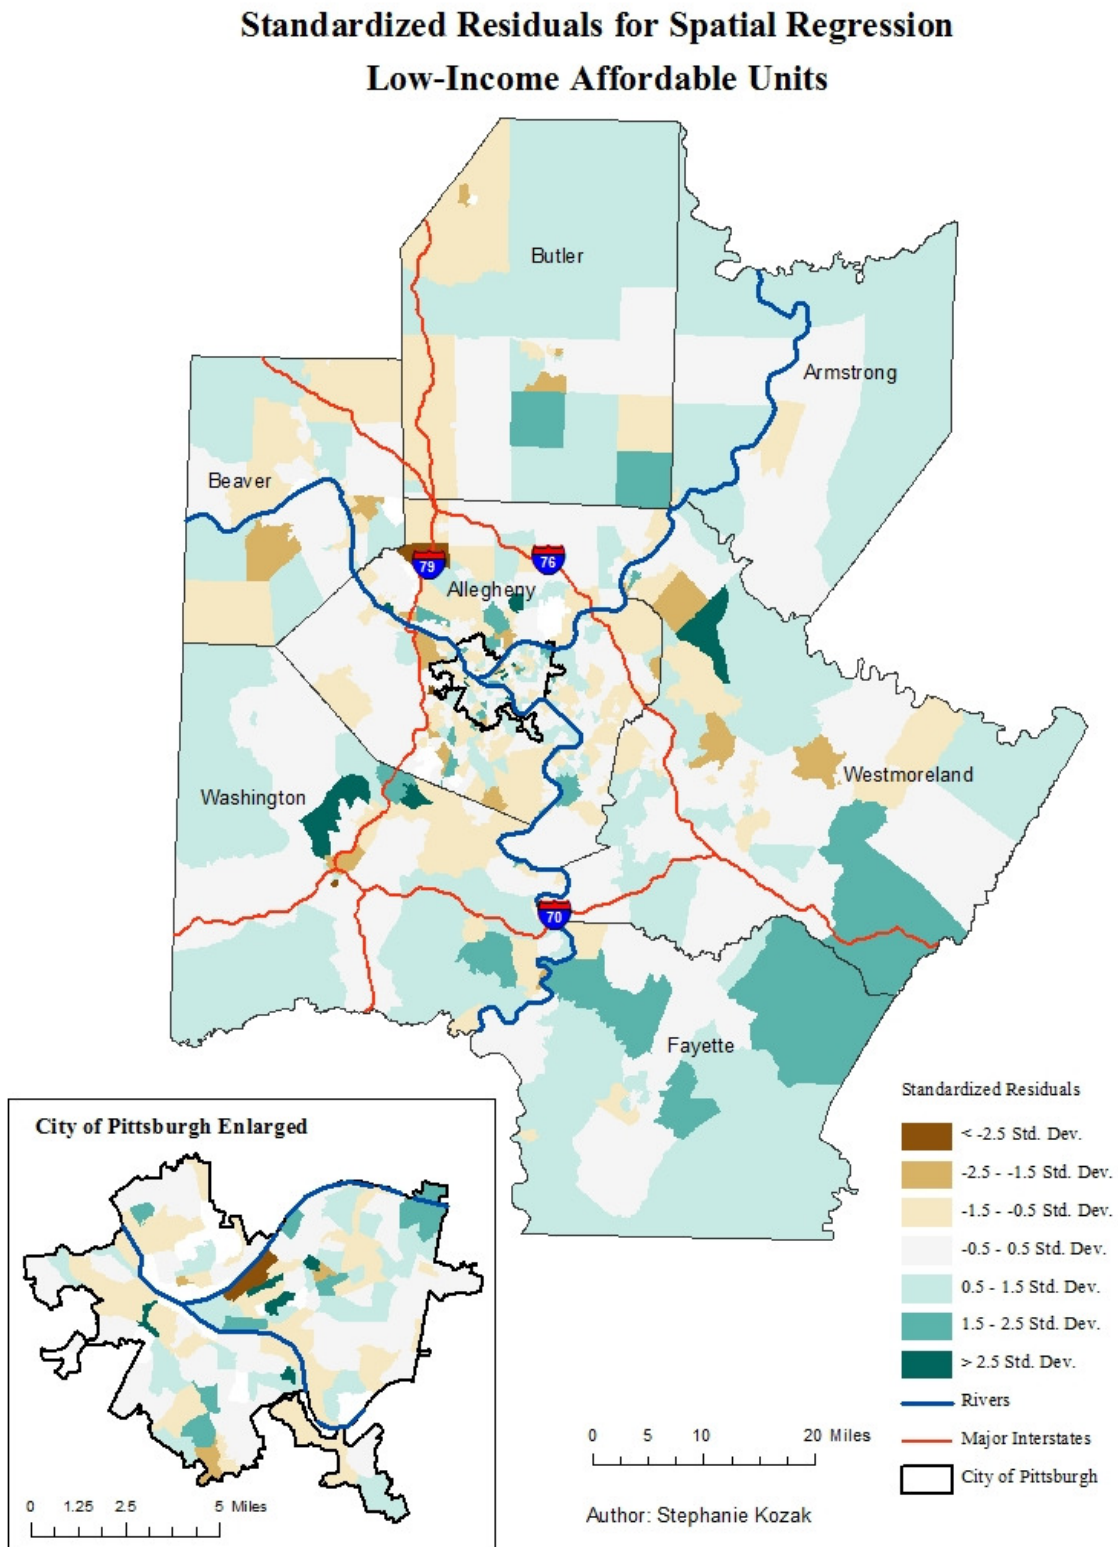 Standardized Residuals for Spatial Regression
Low-Income Affordable Units
Butler
Armstrong
Beaver
79
76
Allegheny
Washington
Westmoreland
70
Fayette
City of Pittsburgh Enlarged
0 1.25 2.5 5 Miles
Standardized Residuals
< -2.5 Std. Dev.
-2.5 - -1.5 Std. Dev.
-1.5 - -0.5 Std. Dev.
-0.5 - 0.5 Std. Dev.
0.5 - 1.5 Std. Dev.
1.5 - 2.5 Std. Dev.
> 2.5 Std. Dev.
Rivers
Major Interstates
City of Pittsburgh
0 5 10 20 Miles
Author: Stephanie Kozak